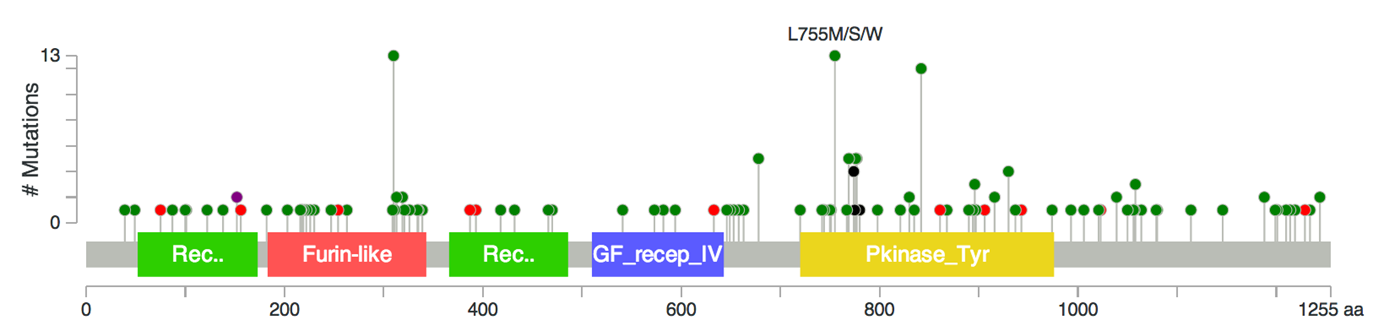 L755M/S/W
13
# Mutations
0
Rec.. Furin-like Rec.. GF_recep_IV Pkinase_Tyr
0 200 400 600 800 1000 1255 aa